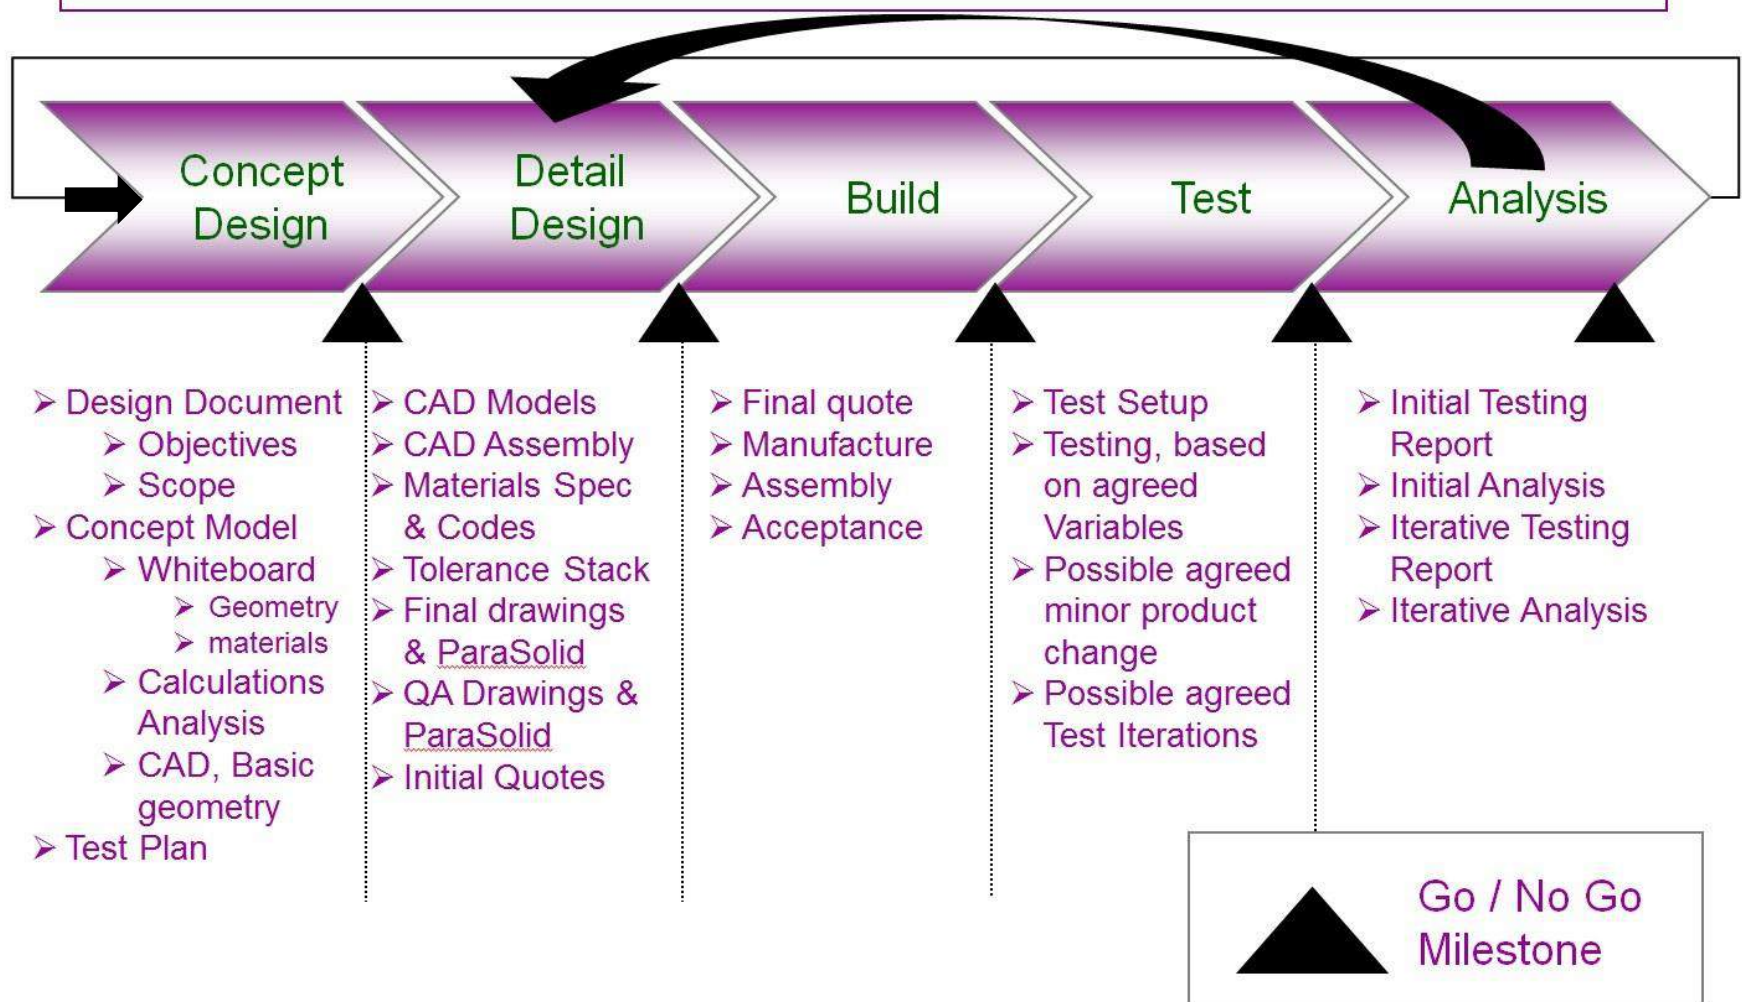 Concept
Design
Detail
Design
Build
Test
Analysis
Design Document
Objectives
Scope
Concept Model
Whiteboard
Geometry
materials
Calculations
Analysis
CAD, Basic
geometry
Test Plan
CAD Models
CAD Assembly
Materials Spec
& Codes
Tolerance Stack
Final drawings
& ParaSolid
QA Drawings &
ParaSolid
Initial Quotes
Final quote
Manufacture
Assembly
Acceptance
Test Setup
Testing, based
on agreed
Variables
Possible agreed
minor product
change
Possible agreed
Test Iterations
Initial Testing
Report
Initial Analysis
Iterative Testing
Report
Iterative Analysis
Go / No Go
Milestone